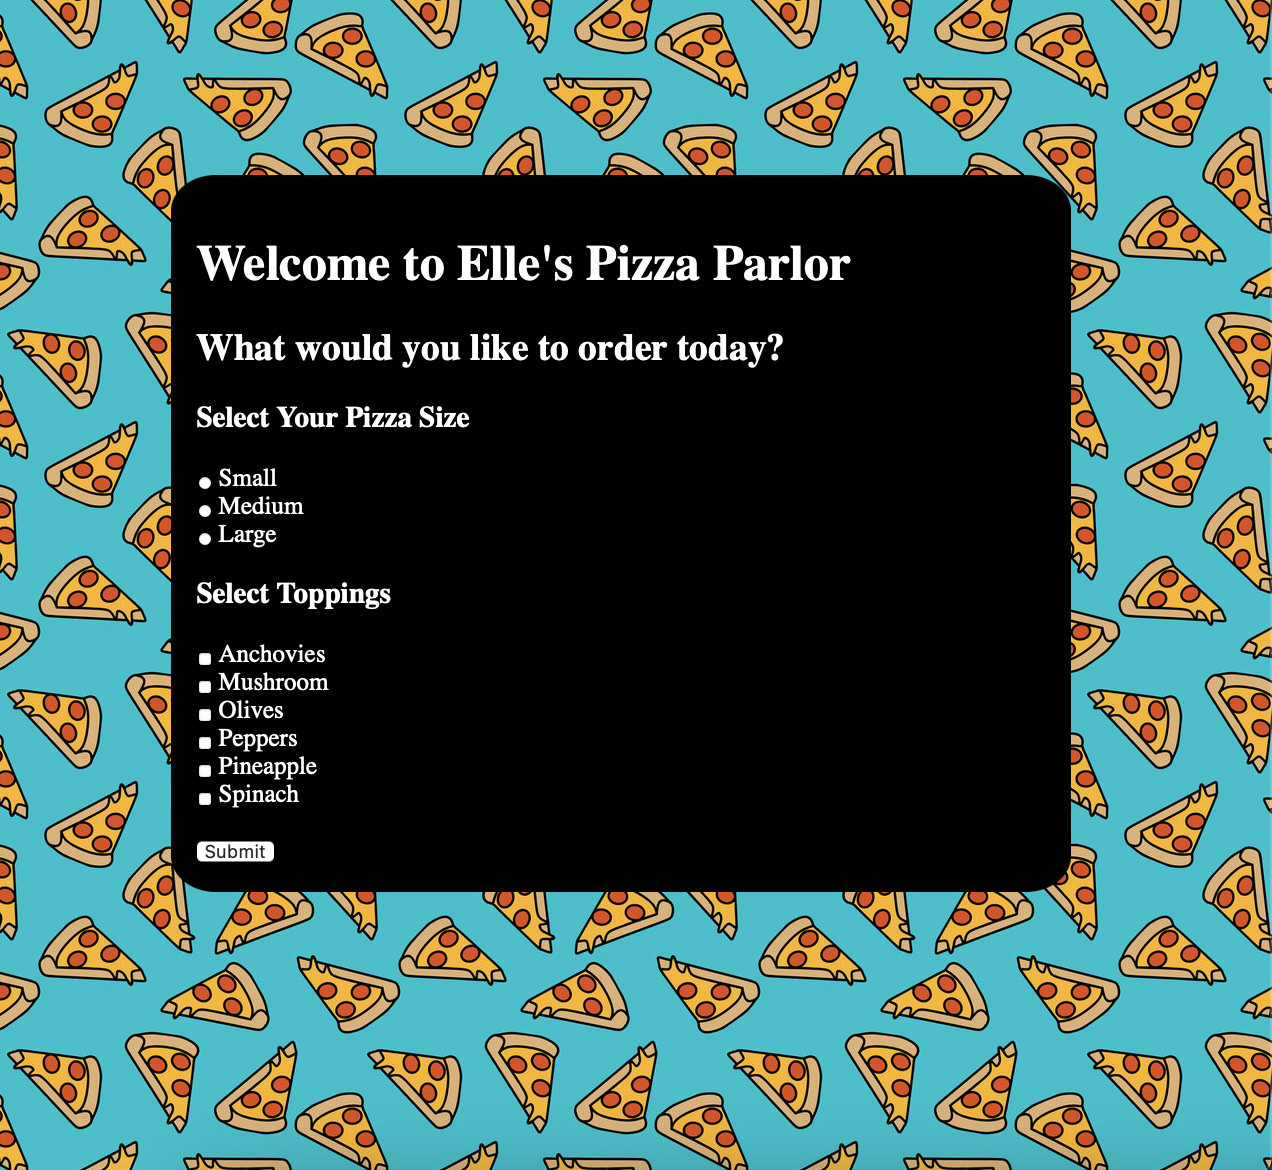 Welcome to Elle's Pizza Parlor
What would you like to order today?
Select Your Pizza Size
Small
Medium
Large
Select Toppings
Anchovies
Mushroom
Olives
Peppers
Pineapple
Spinach
Submit